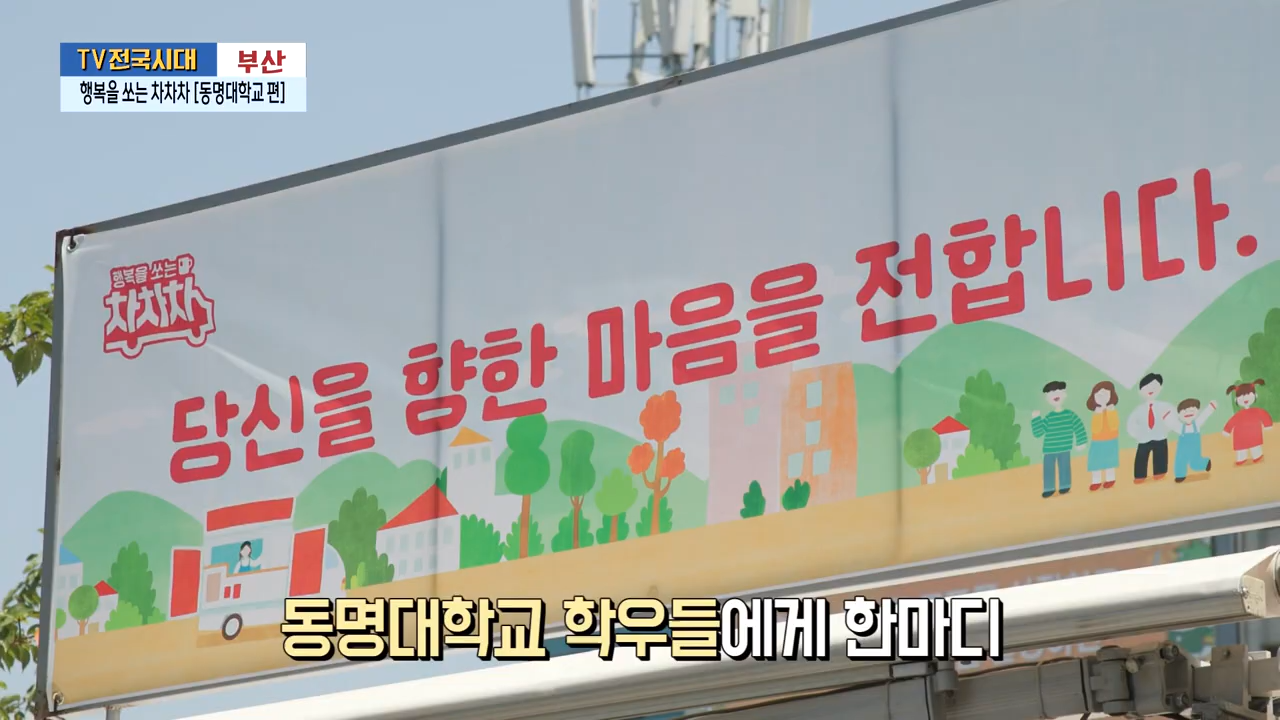 TV전국시대 부산
행복을 쏘는 차차차 [동명대학교 편]
행복을 쏘는
차차차
당신을 향한 마음을 전합니다.
동명대학교 학우들에게 한마디